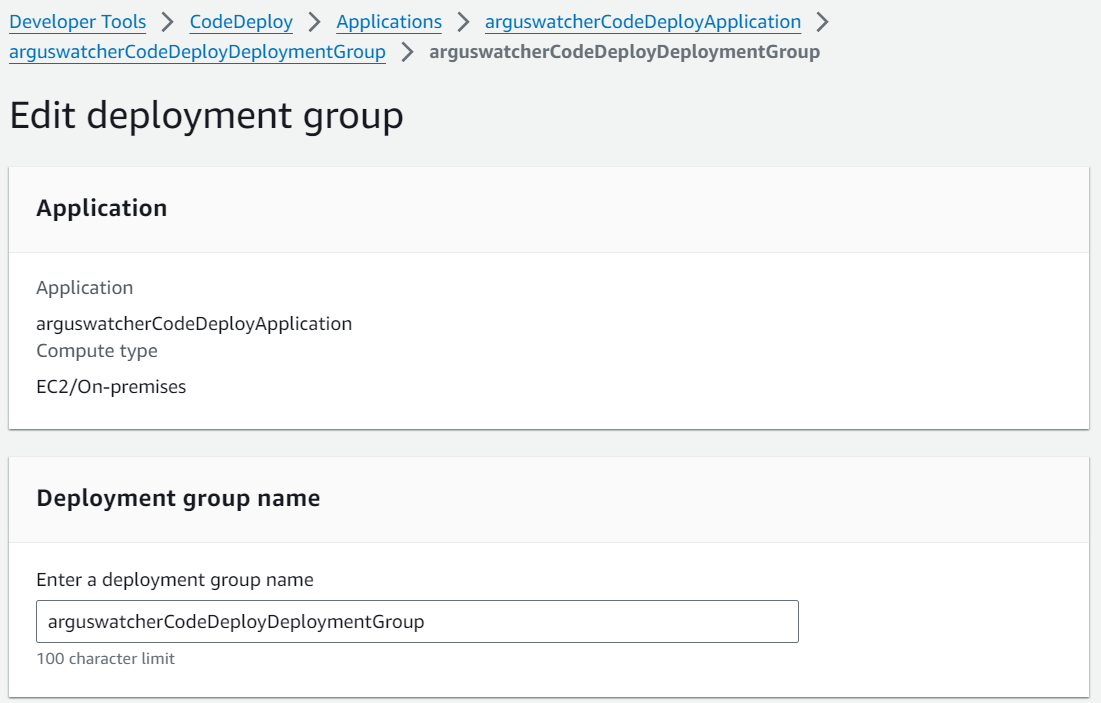 Developer Tools > CodeDeploy > Applications > arguswatcherCodeDeployApplication >
arguswatcherCodeDeployDeploymentGroup > arguswatcherCodeDeployDeploymentGroup
Edit deployment group
Application
Application
arguswatcherCodeDeployApplication
Compute type
EC2/On-premises
Deployment group name
Enter a deployment group name
arguswatcherCodeDeployDeploymentGroup
100 character limit